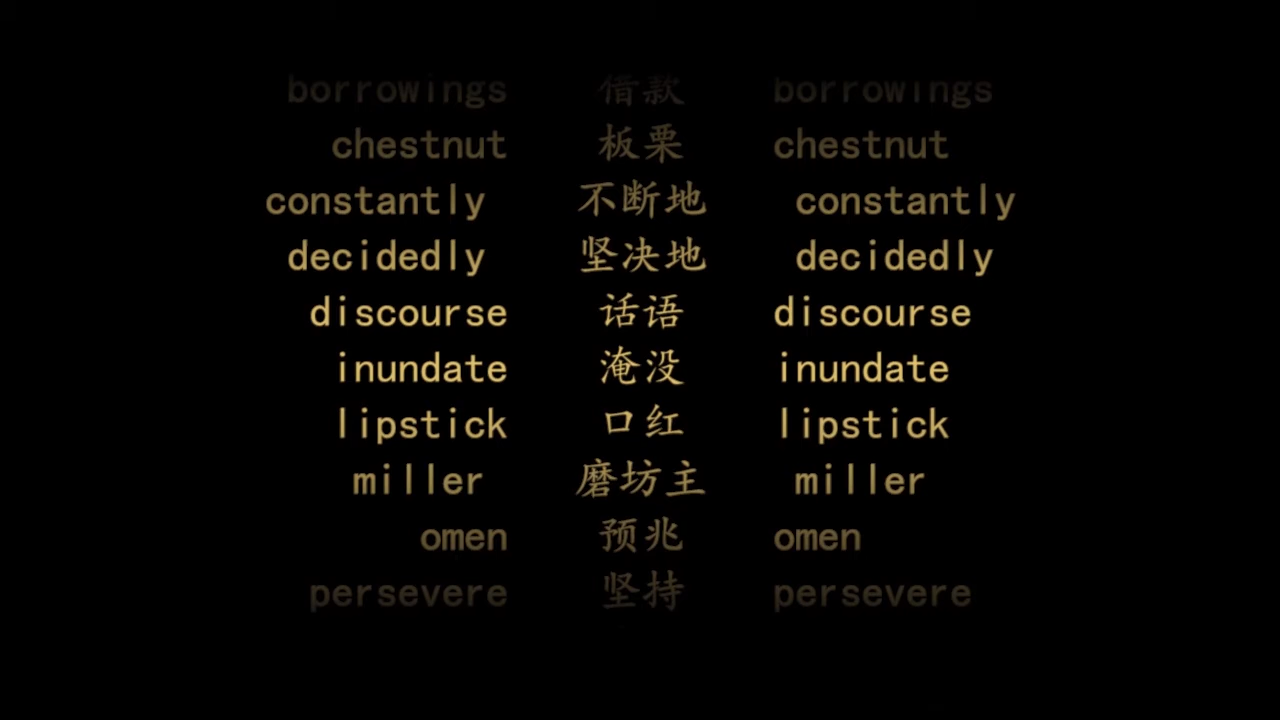 borrowings 借款 borrowings
chestnut 板栗 chestnut
constantly 不断地 constantly
decidedly 坚决地 decidedly
discourse 话语 discourse
inundate 淹没 inundate
lipstick 口红 lipstick
miller 磨坊主 miller
omen 预兆 omen
persevere 坚持 persevere